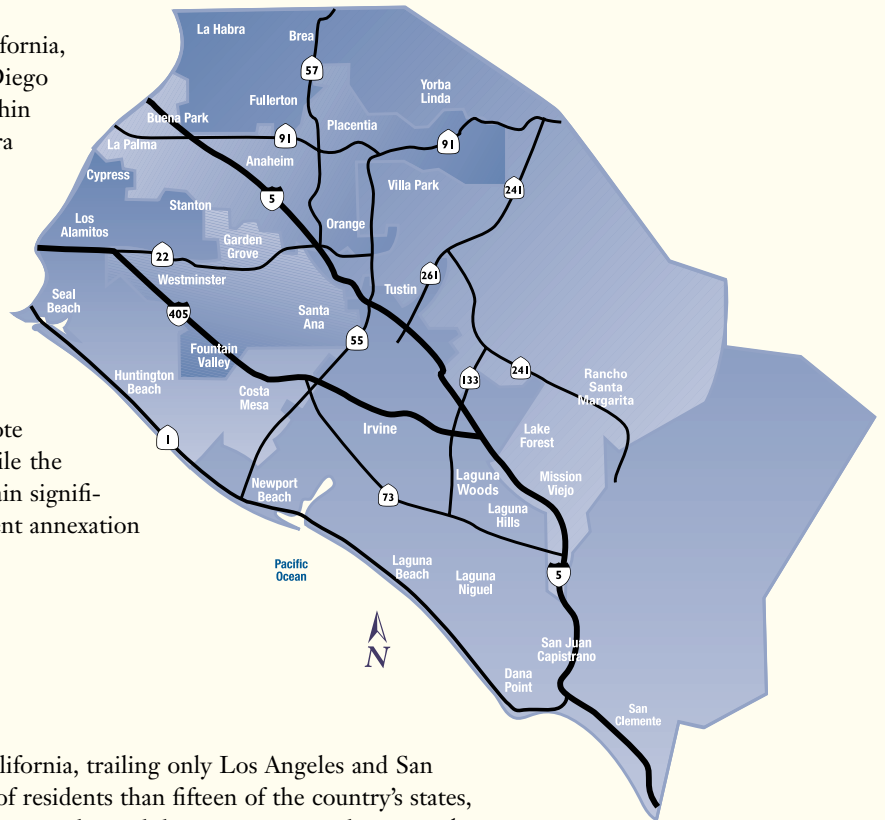 ifornia,
Diego
hin
ra
ote
ile the
in signifi-
ent annexation
La Habra
Brea
57
Yorba
Linda
Fullerton
Buena Park
Placentia
91
91
La Palma
Anaheim
Cypress
Villa Park
241
5
Stanton
Los
Alamitos
Orange
Garden
Grove
22
261
Westminster
Tustin
Seal
Beach
405
Santa
Ana
55
Fountain
Valley
Huntington
Beach
Costa
Mesa
133
241
Rancho
Santa
Margarita
1
Irvine
Lake
Forest
Newport
Beach
73
Laguna
Woods
Mission
Viejo
Laguna
Hills
Pacific
Ocean
Laguna
Beach
Laguna
Niguel
5
N
San Juan
Capistrano
Dana
Point
San
Clemente
lifornia, trailing only Los Angeles and San
of residents than fifteen of the country's states,